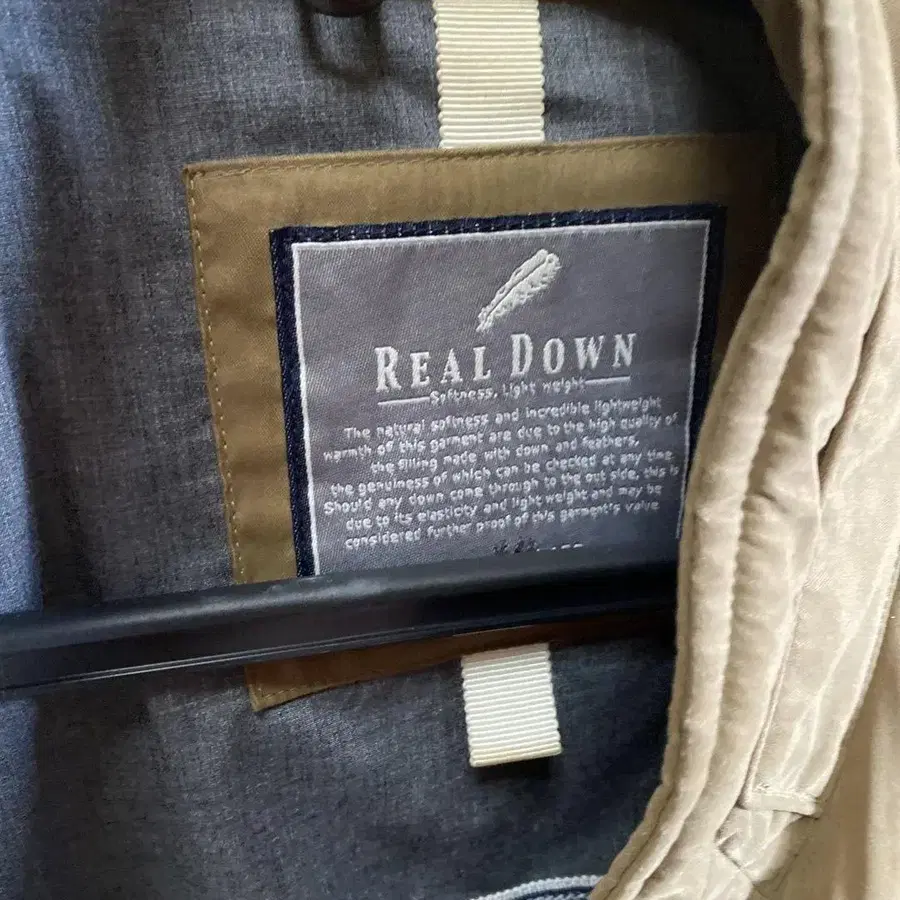 REAL DOWN
Softness, Light weight
The natural softness and incredible lightweight
warmth of this garment are due to the high quality of
the filling made with down and feathers,
the genuiness of which can be checked at any time
Should any down come through to the out side, this is
due to its elasticity and light weight and may be
considered further proof of this garment's value